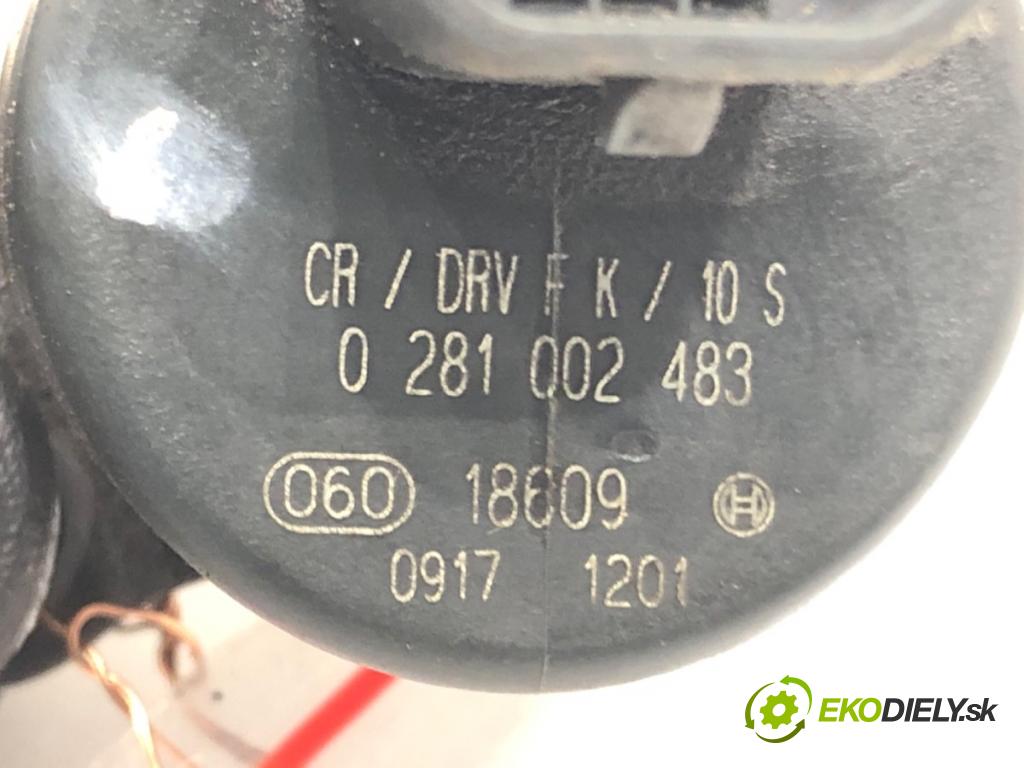 CR / DRV F K / 10 S
0 281 002 483
060 18609
0917 1201
EKODIELY.sk